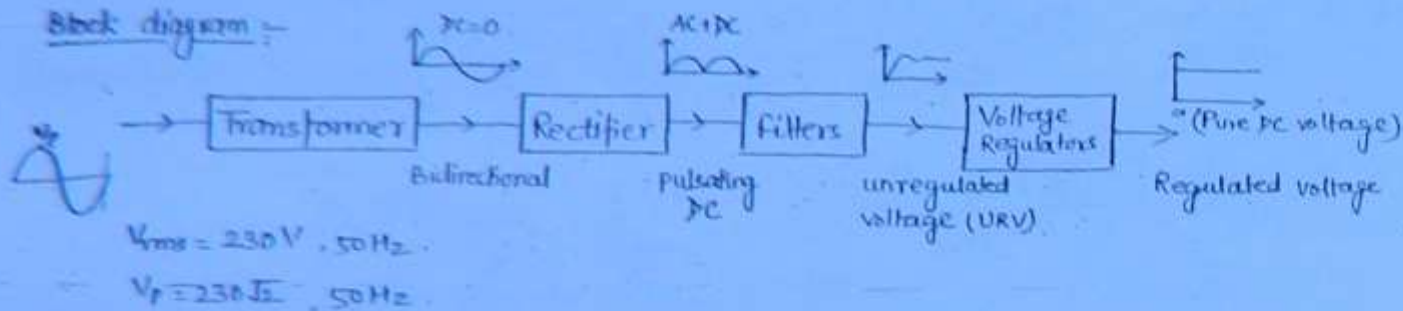 Block diagram :-
DC=0
AC+DC
Transformer
Rectifier
Filters
Voltage
Regulators
(Pure DC voltage)
Bidirectional
pulsating
DC
unregulated
voltage (URV)
Regulated voltage
Vrms = 230V, 50Hz.
Vp = 230√2, 50Hz.